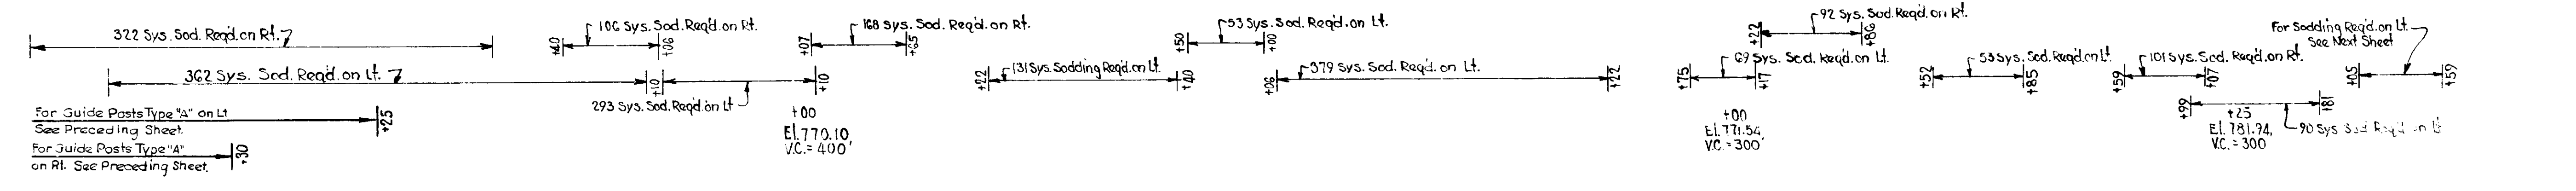 322 Sys. Sod. Req'd. on Rt.
+40
106 Sys. Sod. Req'd. on Rt.
+06
+07
168 Sys. Sod. Req'd. on Rt.
+65
+50
53 Sys. Sod. Req'd. on Lt.
+00
+22
92 Sys. Sod. Req'd. on Rt.
+86
For Sodding Req'd. on Lt.
See Next Sheet
362 Sys. Sod. Req'd. on Lt.
+10
293 Sys. Sod. Req'd. on Lt
+10
+22
131 Sys. Sodding Req'd. on Lt.
+40
+06
379 Sys. Sod. Req'd. on Lt.
+22
+75
69 Sys. Sod. Req'd. on Lt.
+17
+52
53 Sys. Sod. Req'd. on Lt.
+85
+59
101 Sys. Sod. Req'd. on Rt.
+07
+05
+59
For Guide Posts Type "A" on Lt
See Preceding Sheet.
+25
For Guide Posts Type "A"
on Rt. See Preceding Sheet.
+30
+00
El. 770.10,
V.C. = 400'
+00
El. 771.54,
V.C. = 300'
+99
+25
El. 781.94,
V.C. = 300
+81
90 Sys Sod Req'd on Lt